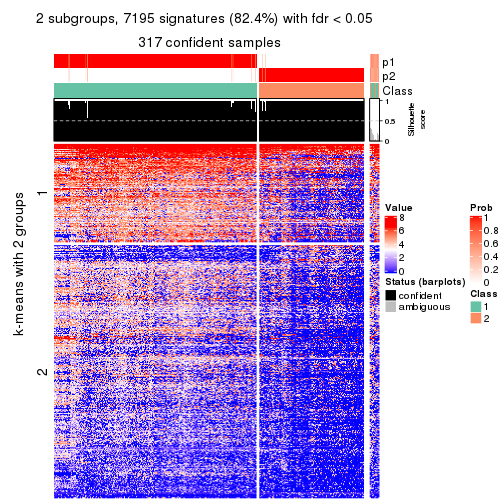 2 subgroups, 7195 signatures (82.4%) with fdr < 0.05
317 confident samples
p1
p2
Class
1
0.5
0
Silhouette
score
k-means with 2 groups
1
2
Value
8
6
4
2
0
Status (barplots)
confident
ambiguous
Prob
1
0.8
0.6
0.4
0.2
0
Class
1
2